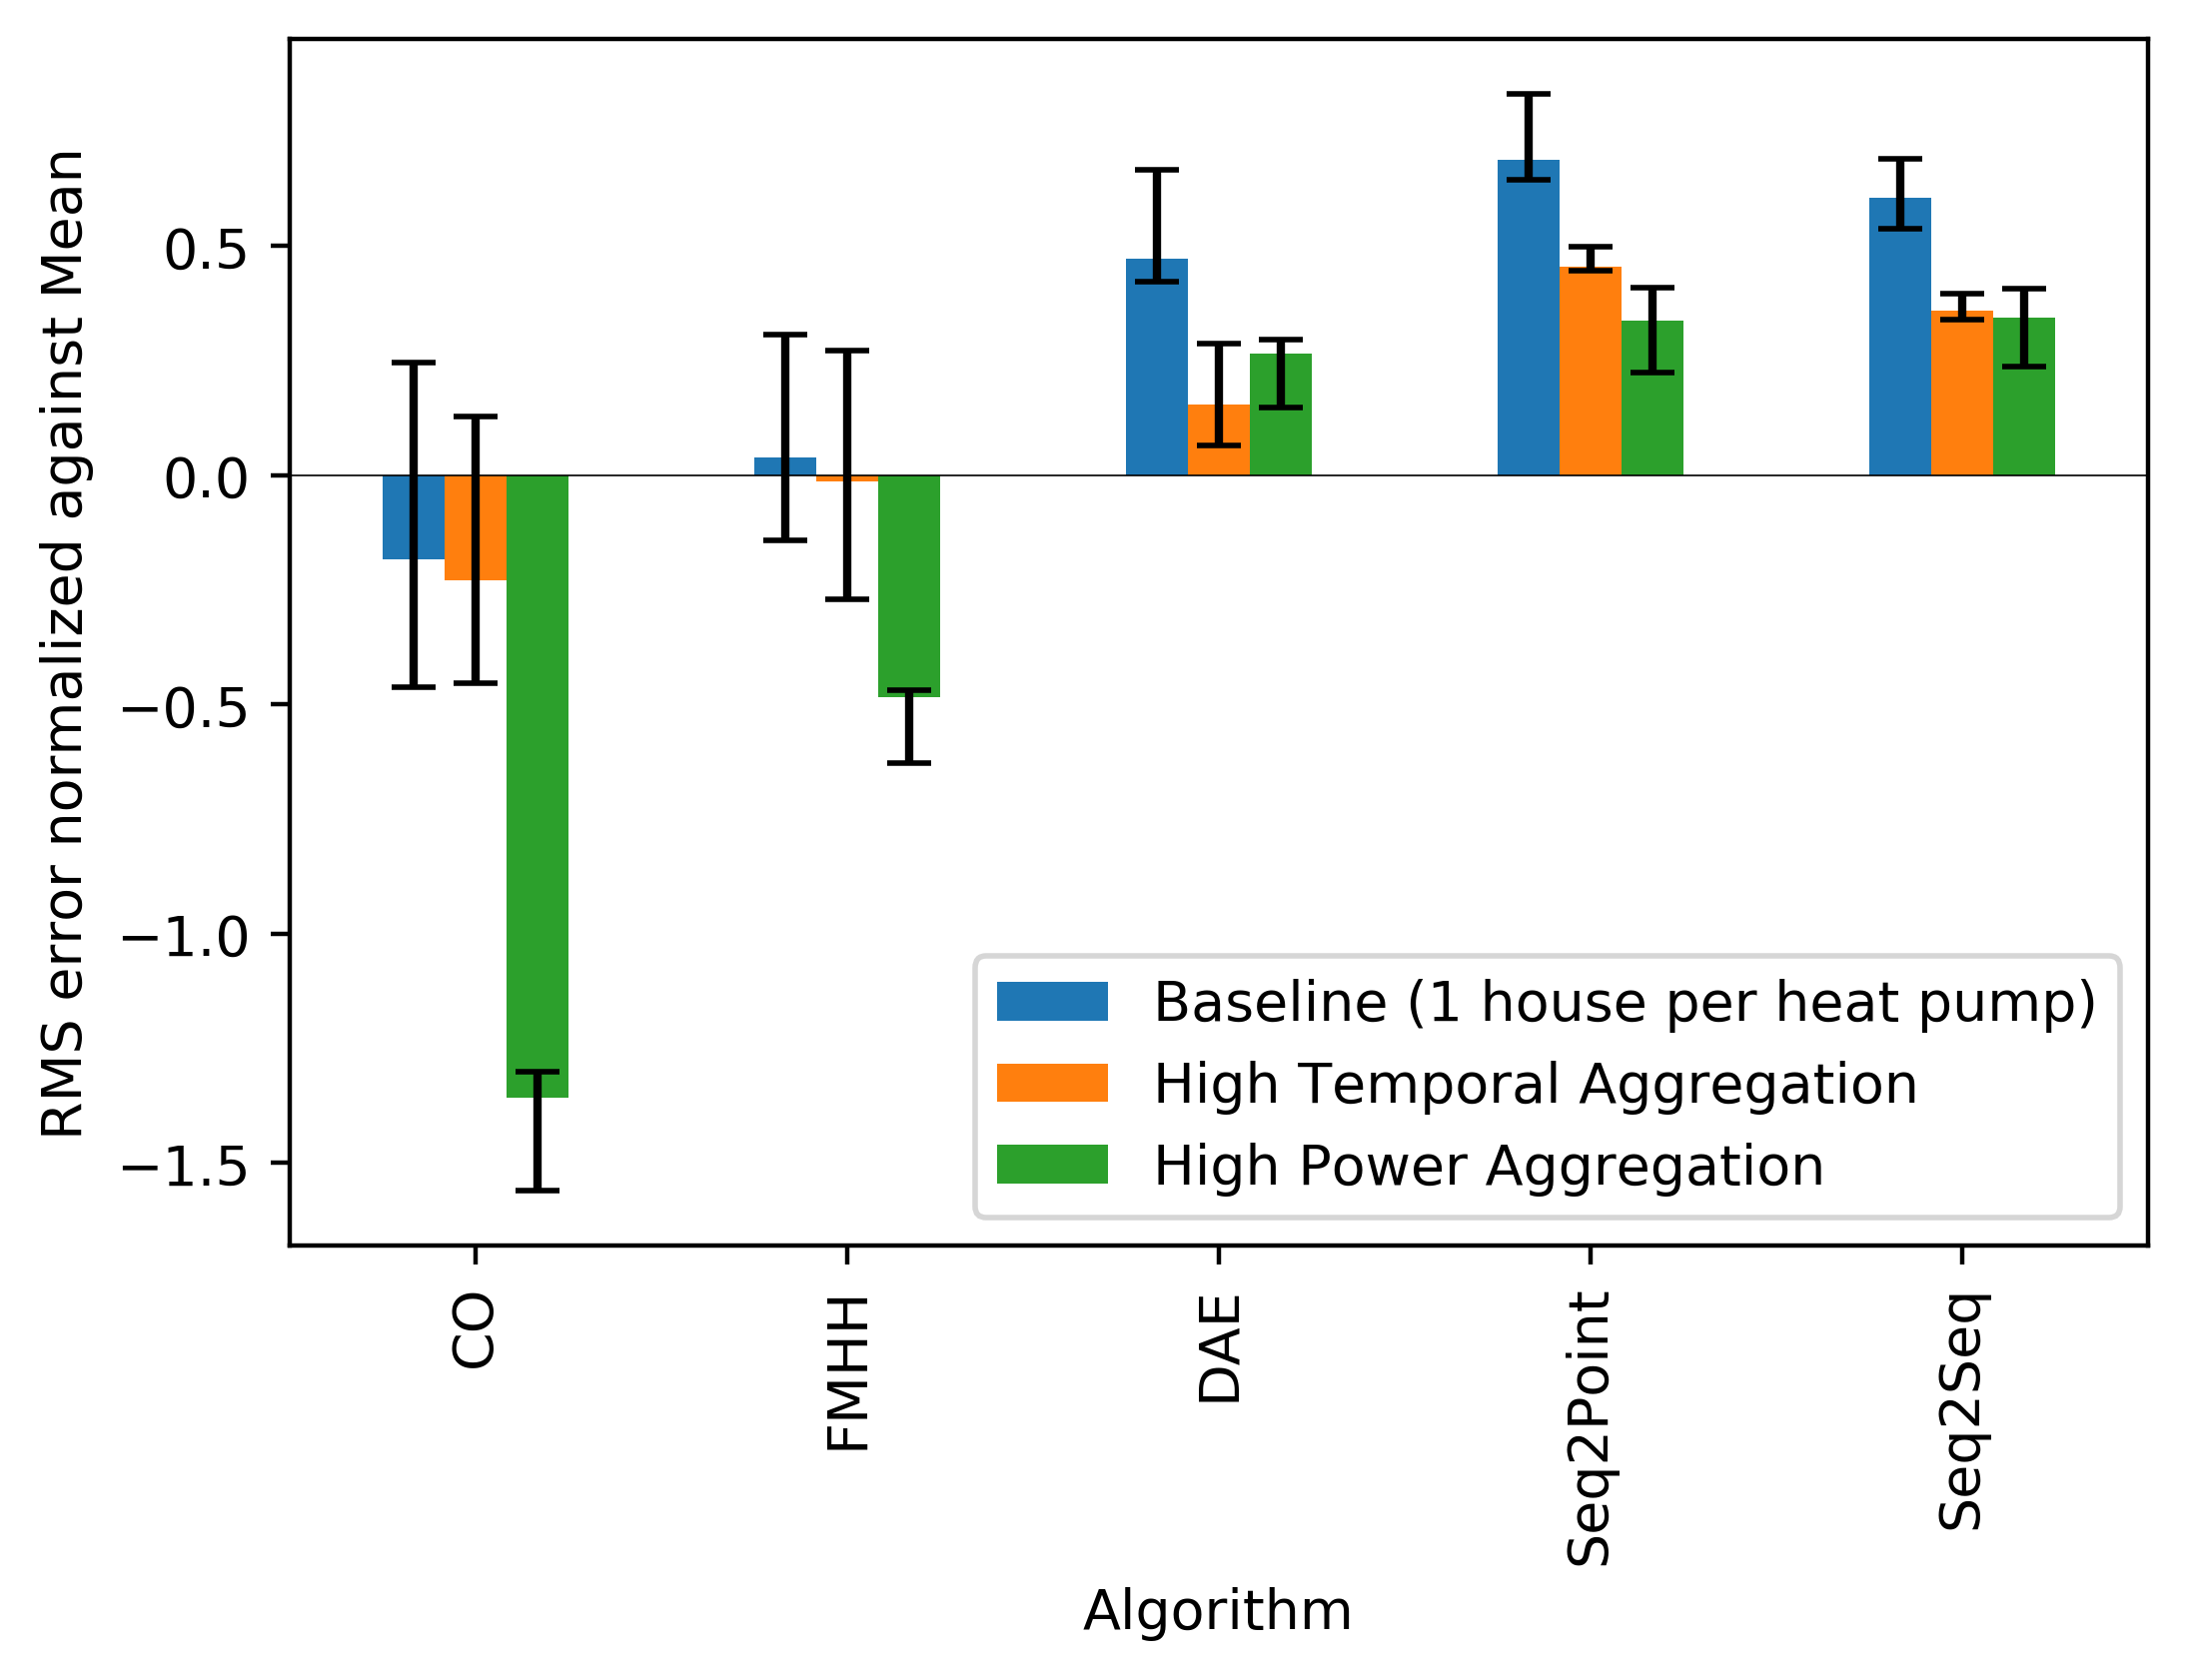 RMS error normalized against Mean
0.5
0.0
−0.5
−1.0
−1.5
Baseline (1 house per heat pump)
High Temporal Aggregation
High Power Aggregation
CO
FMHH
DAE
Seq2Point
Seq2Seq
Algorithm